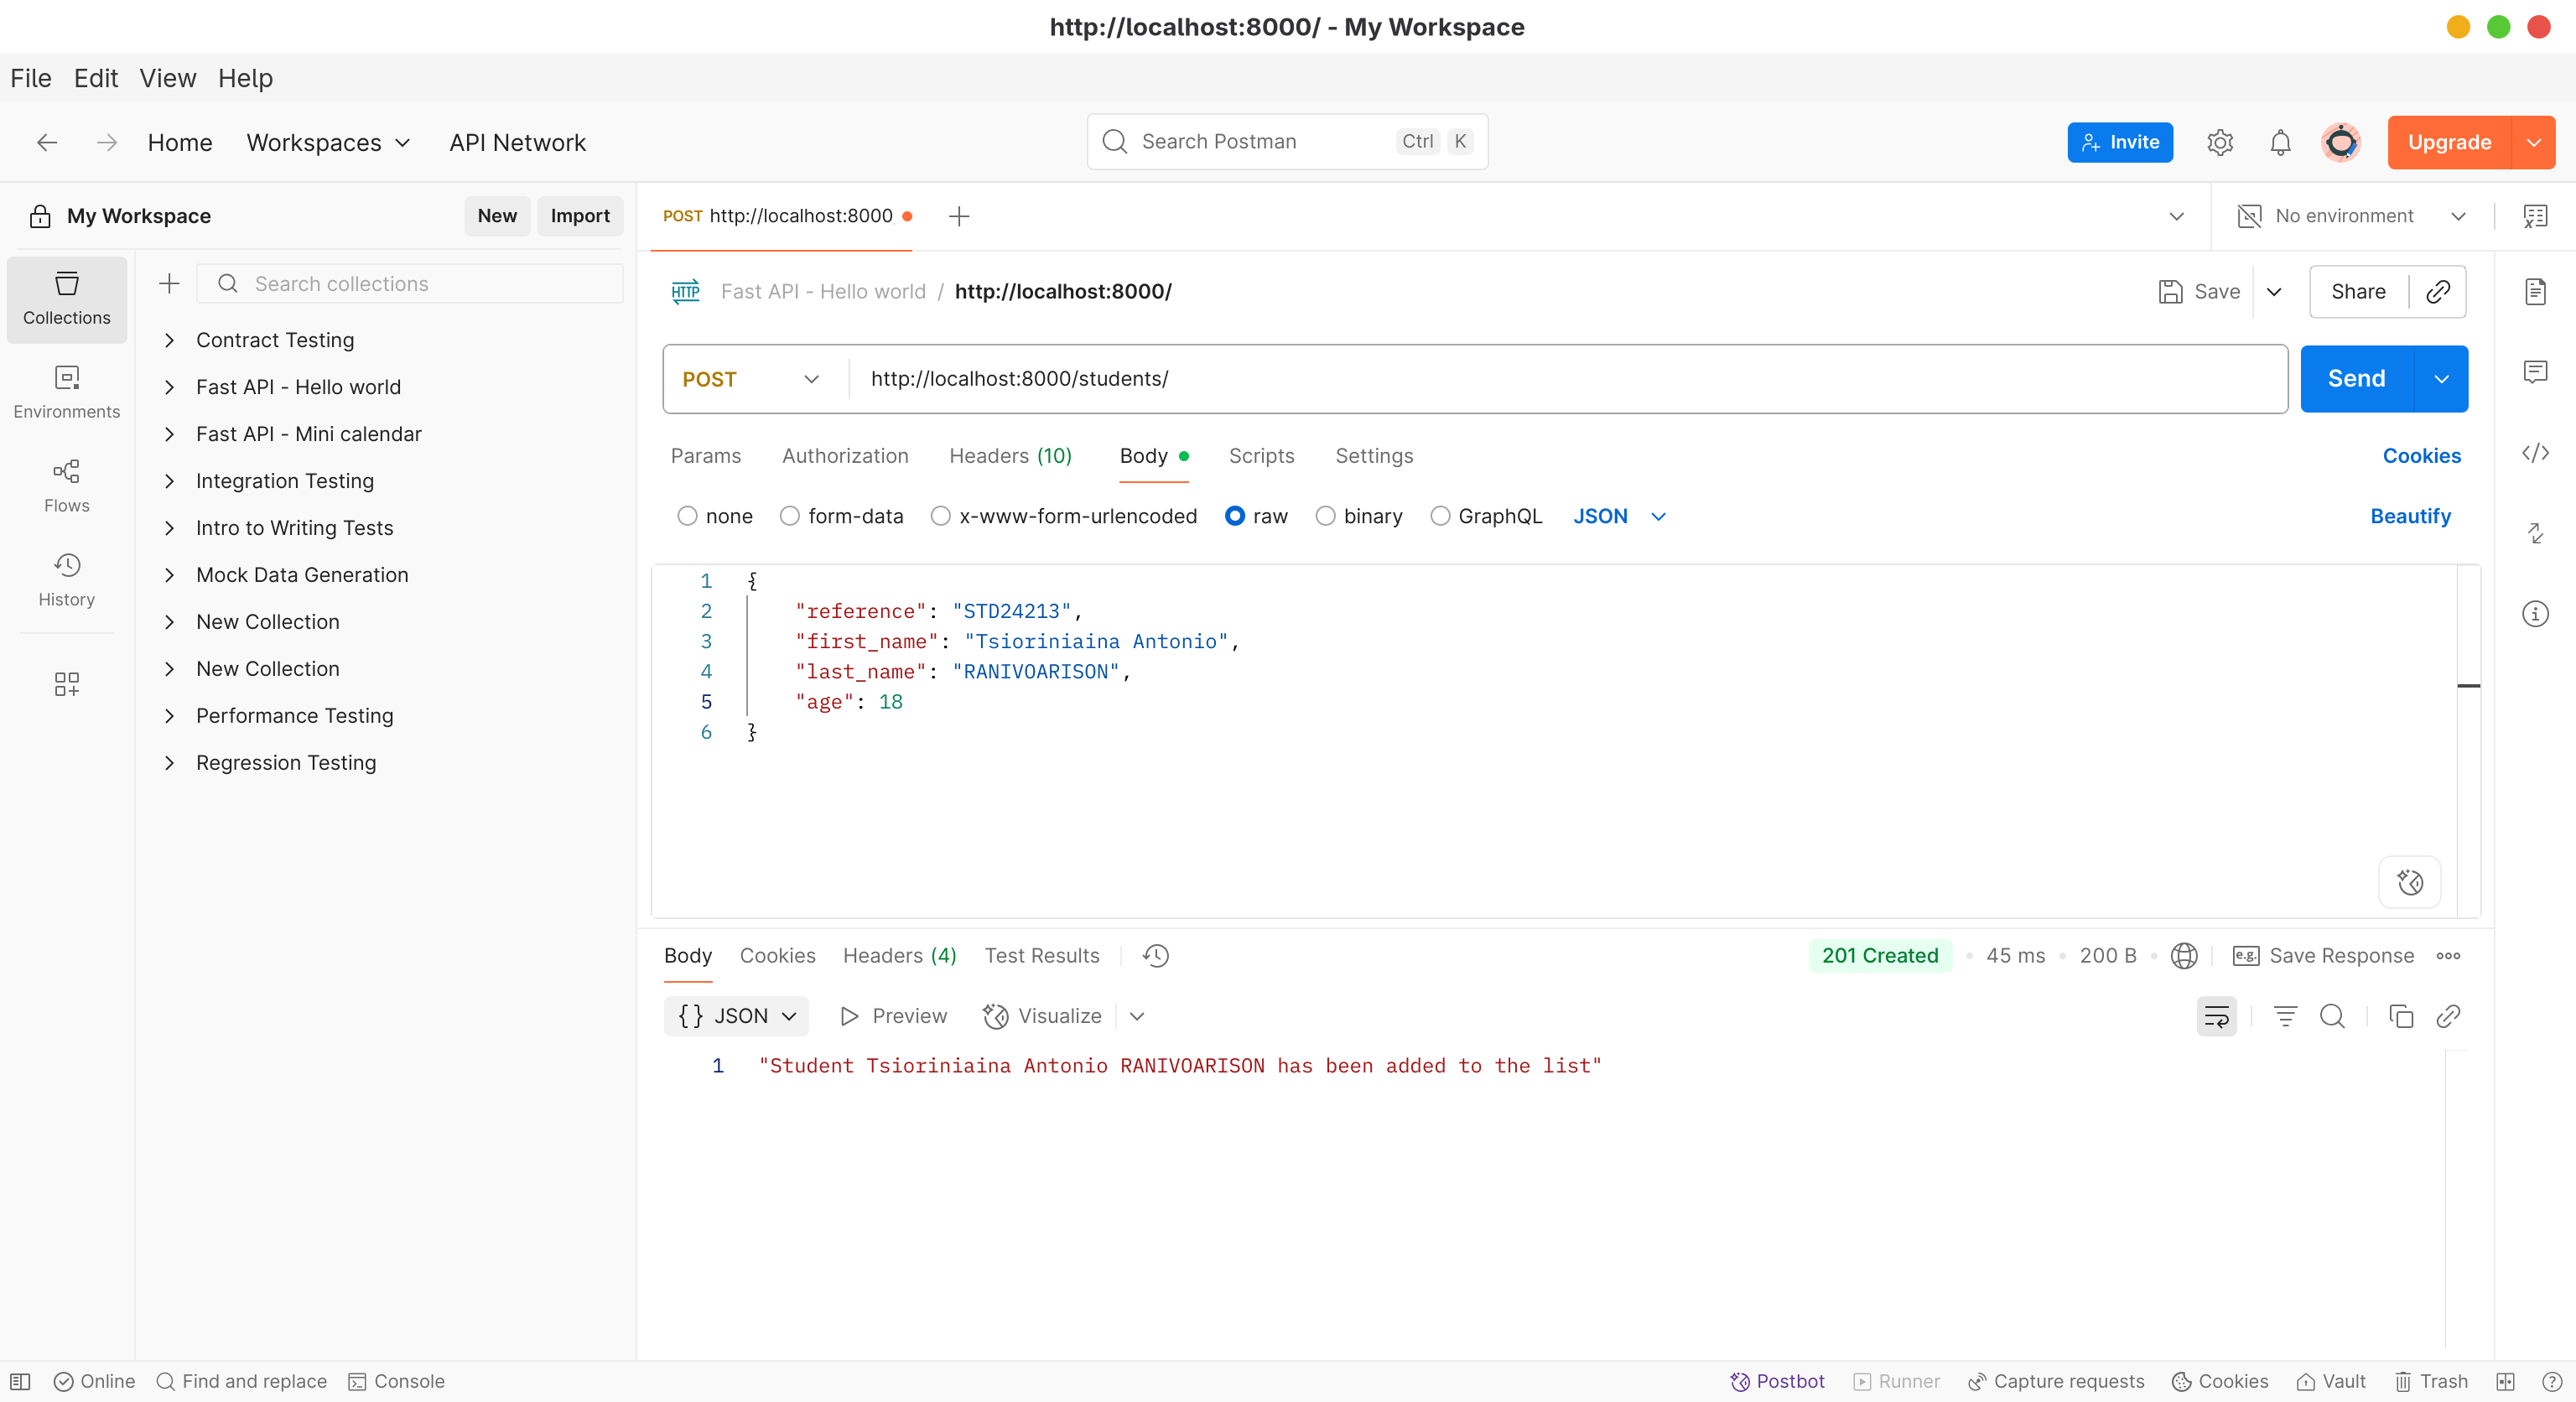 http://localhost:8000/ - My Workspace
File Edit View Help
Home Workspaces API Network
Search Postman Ctrl K
Invite
Upgrade
My Workspace New Import
POST http://localhost:8000
No environment
Collections
Environments
Flows
History
Search collections
Contract Testing
Fast API - Hello world
Fast API - Mini calendar
Integration Testing
Intro to Writing Tests
Mock Data Generation
New Collection
New Collection
Performance Testing
Regression Testing
HTTP Fast API - Hello world / http://localhost:8000/
Save Share
POST http://localhost:8000/students/
Send
Params Authorization Headers (10) Body Scripts Settings Cookies
none form-data x-www-form-urlencoded raw binary GraphQL JSON Beautify
1 {
2 "reference": "STD24213",
3 "first_name": "Tsioriniaina Antonio",
4 "last_name": "RANIVOARISON",
5 "age": 18
6 }
Body Cookies Headers (4) Test Results 201 Created 45 ms 200 B e.g. Save Response
{} JSON Preview Visualize
1 "Student Tsioriniaina Antonio RANIVOARISON has been added to the list"
Online Find and replace Console Postbot Runner Capture requests Cookies Vault Trash